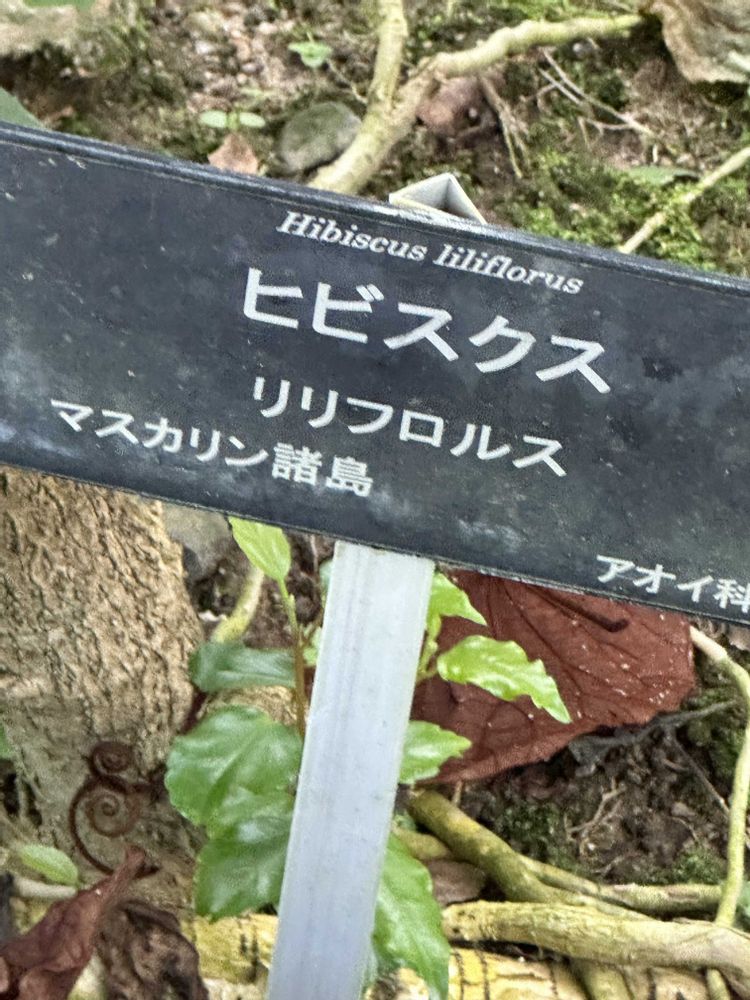 Hibiscus liliflorus
ヒビスクス
リリフロルス
マスカリン諸島
アオイ科